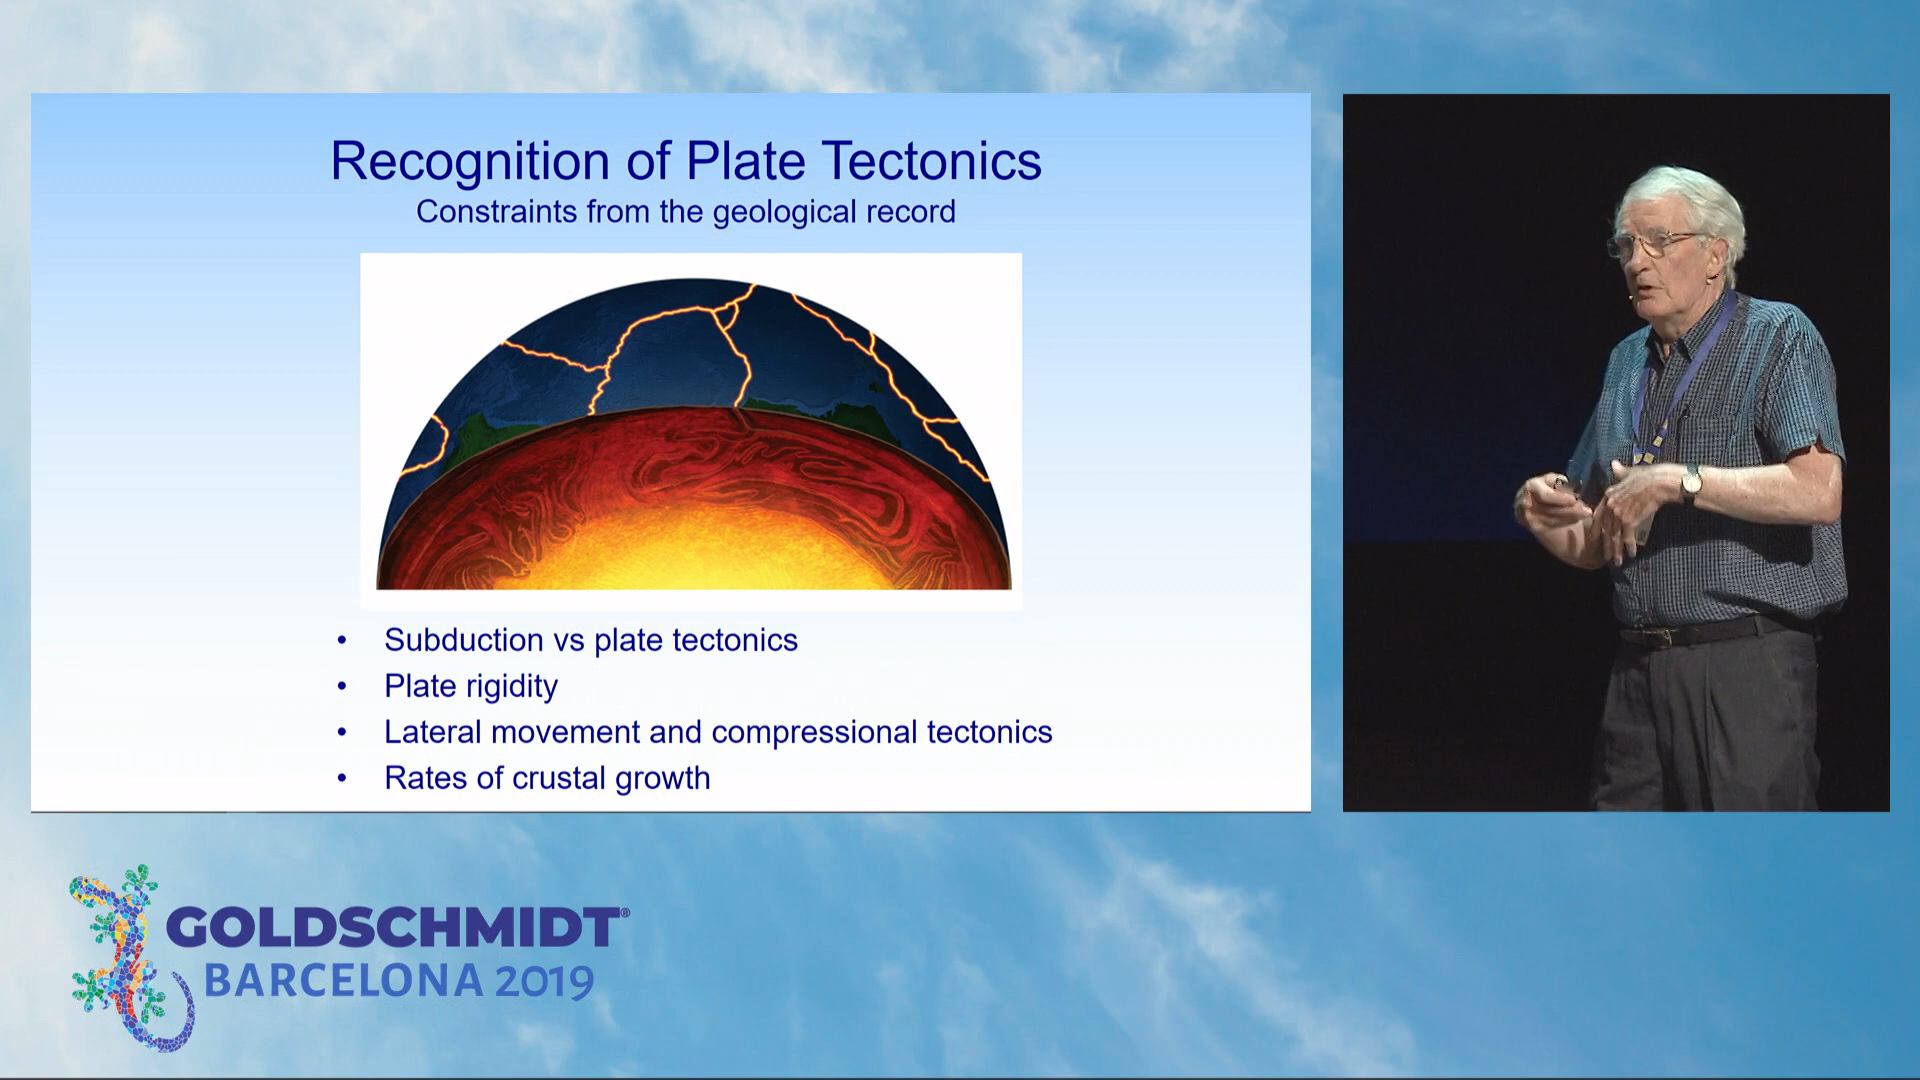 Recognition of Plate Tectonics
Constraints from the geological record
• Subduction vs plate tectonics
• Plate rigidity
• Lateral movement and compressional tectonics
• Rates of crustal growth
GOLDSCHMIDT®
BARCELONA 2019